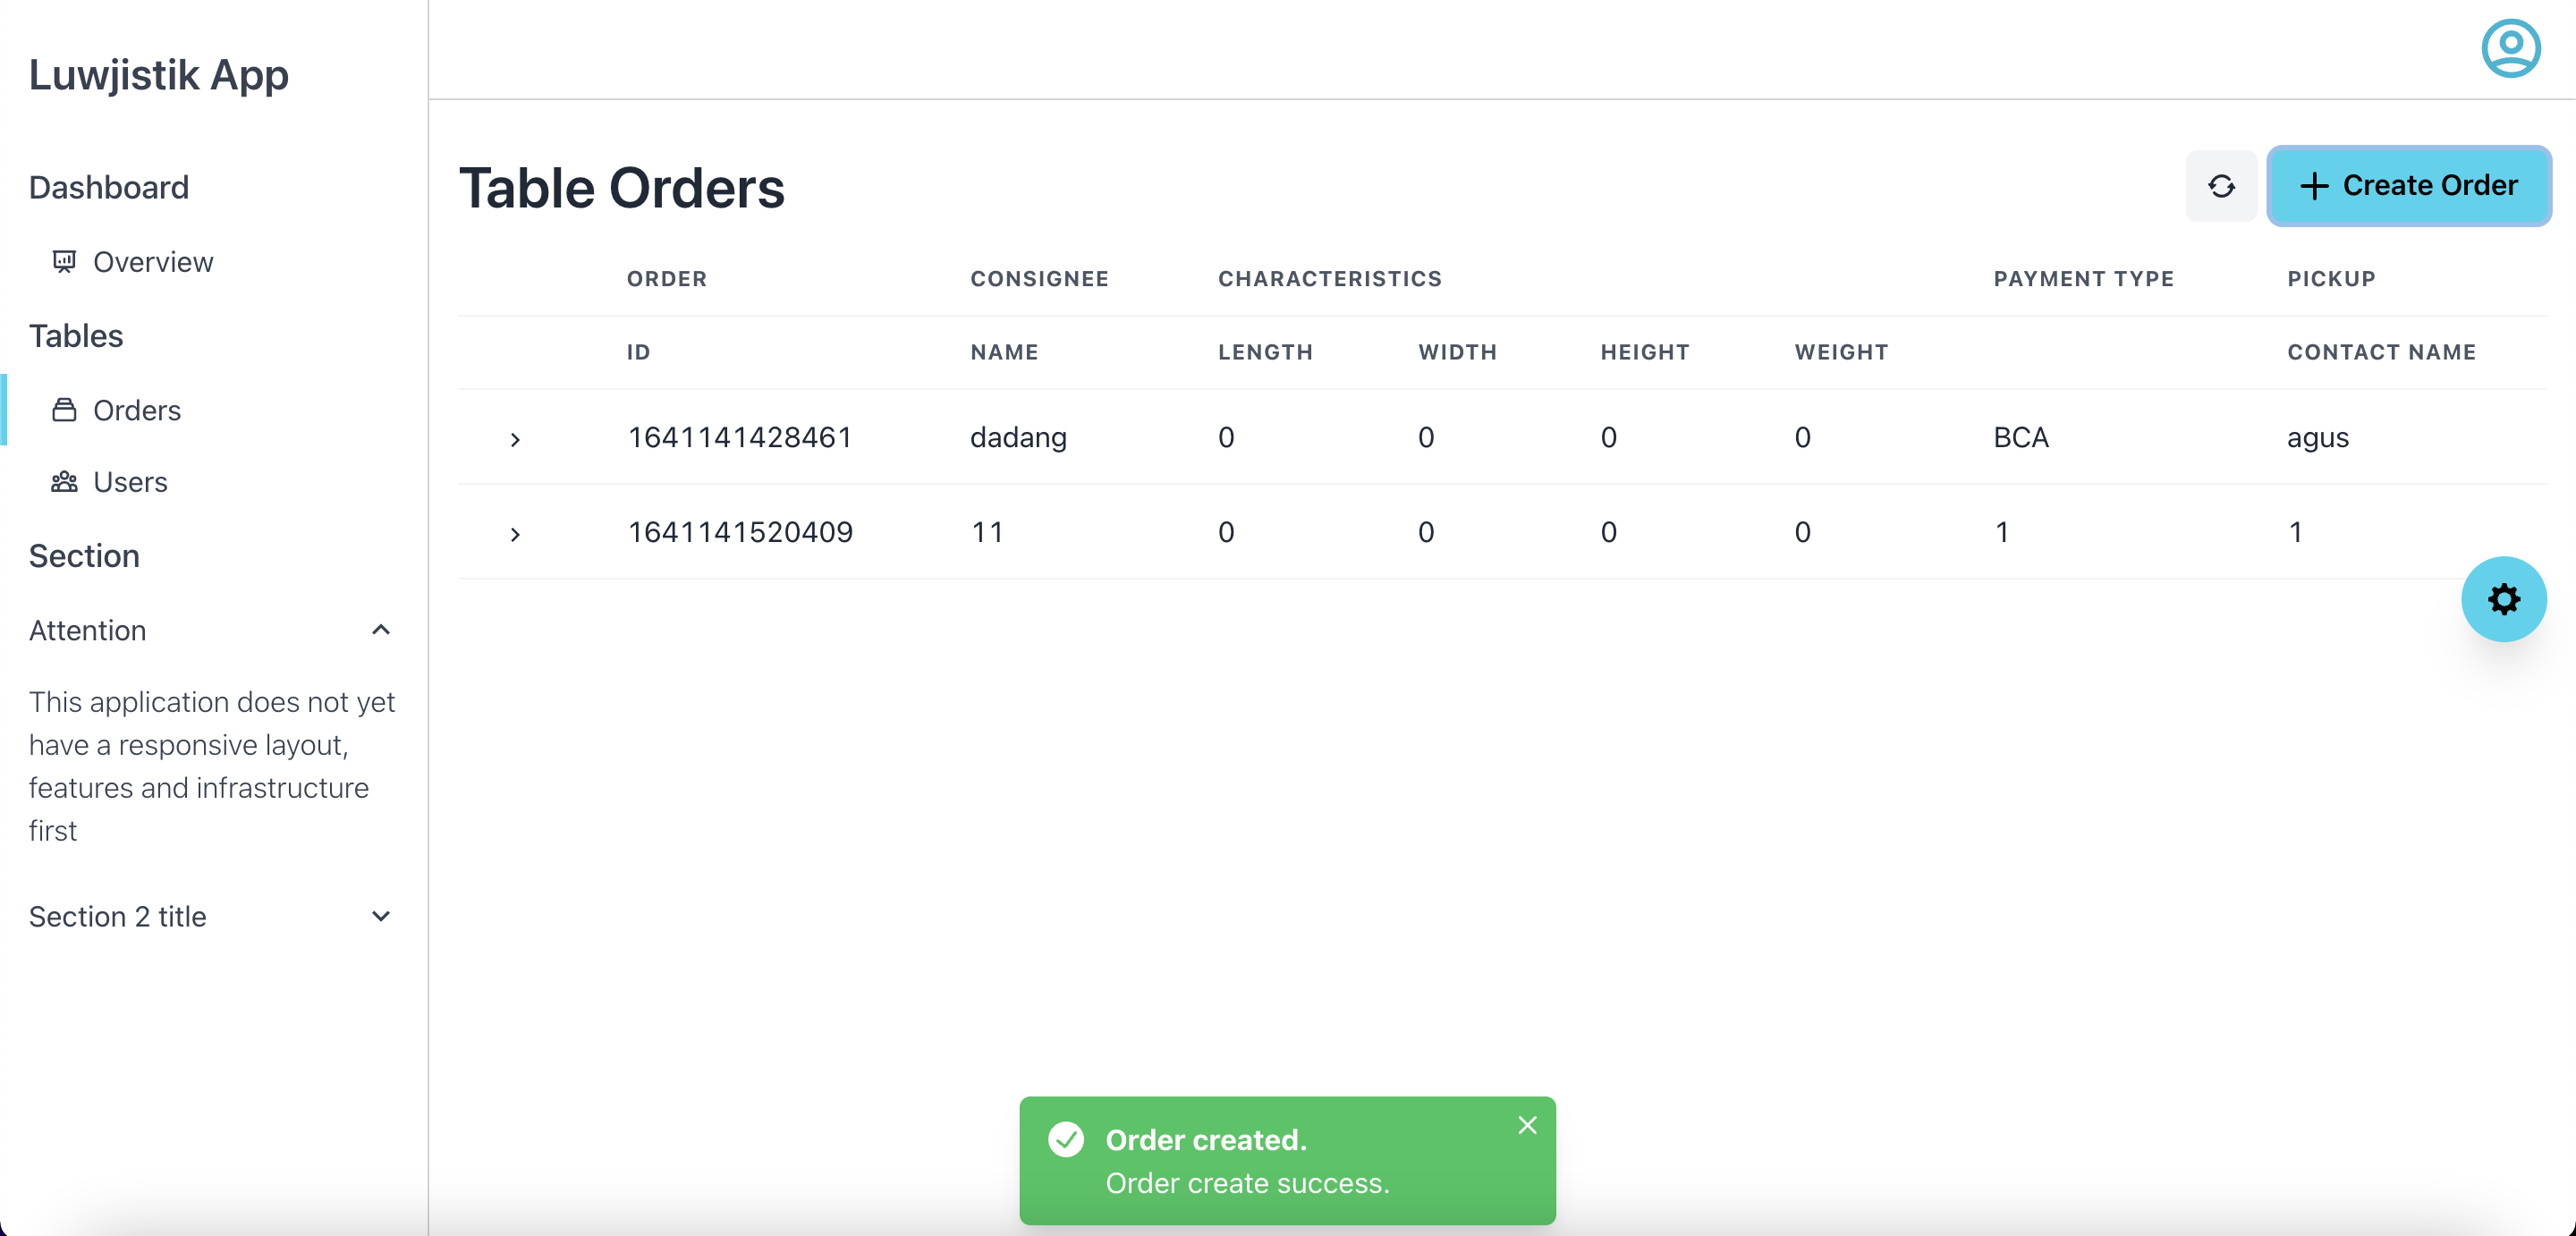 Luwjistik App
Dashboard
Overview
Tables
Orders
Users
Section
Attention
This application does not yet
have a responsive layout,
features and infrastructure
first
Section 2 title
Table Orders
Create Order
ORDER CONSIGNEE CHARACTERISTICS PAYMENT TYPE PICKUP
ID NAME LENGTH WIDTH HEIGHT WEIGHT CONTACT NAME
1641141428461 dadang 0 0 0 0 BCA agus
1641141520409 11 0 0 0 0 1 1
Order created.
Order create success.